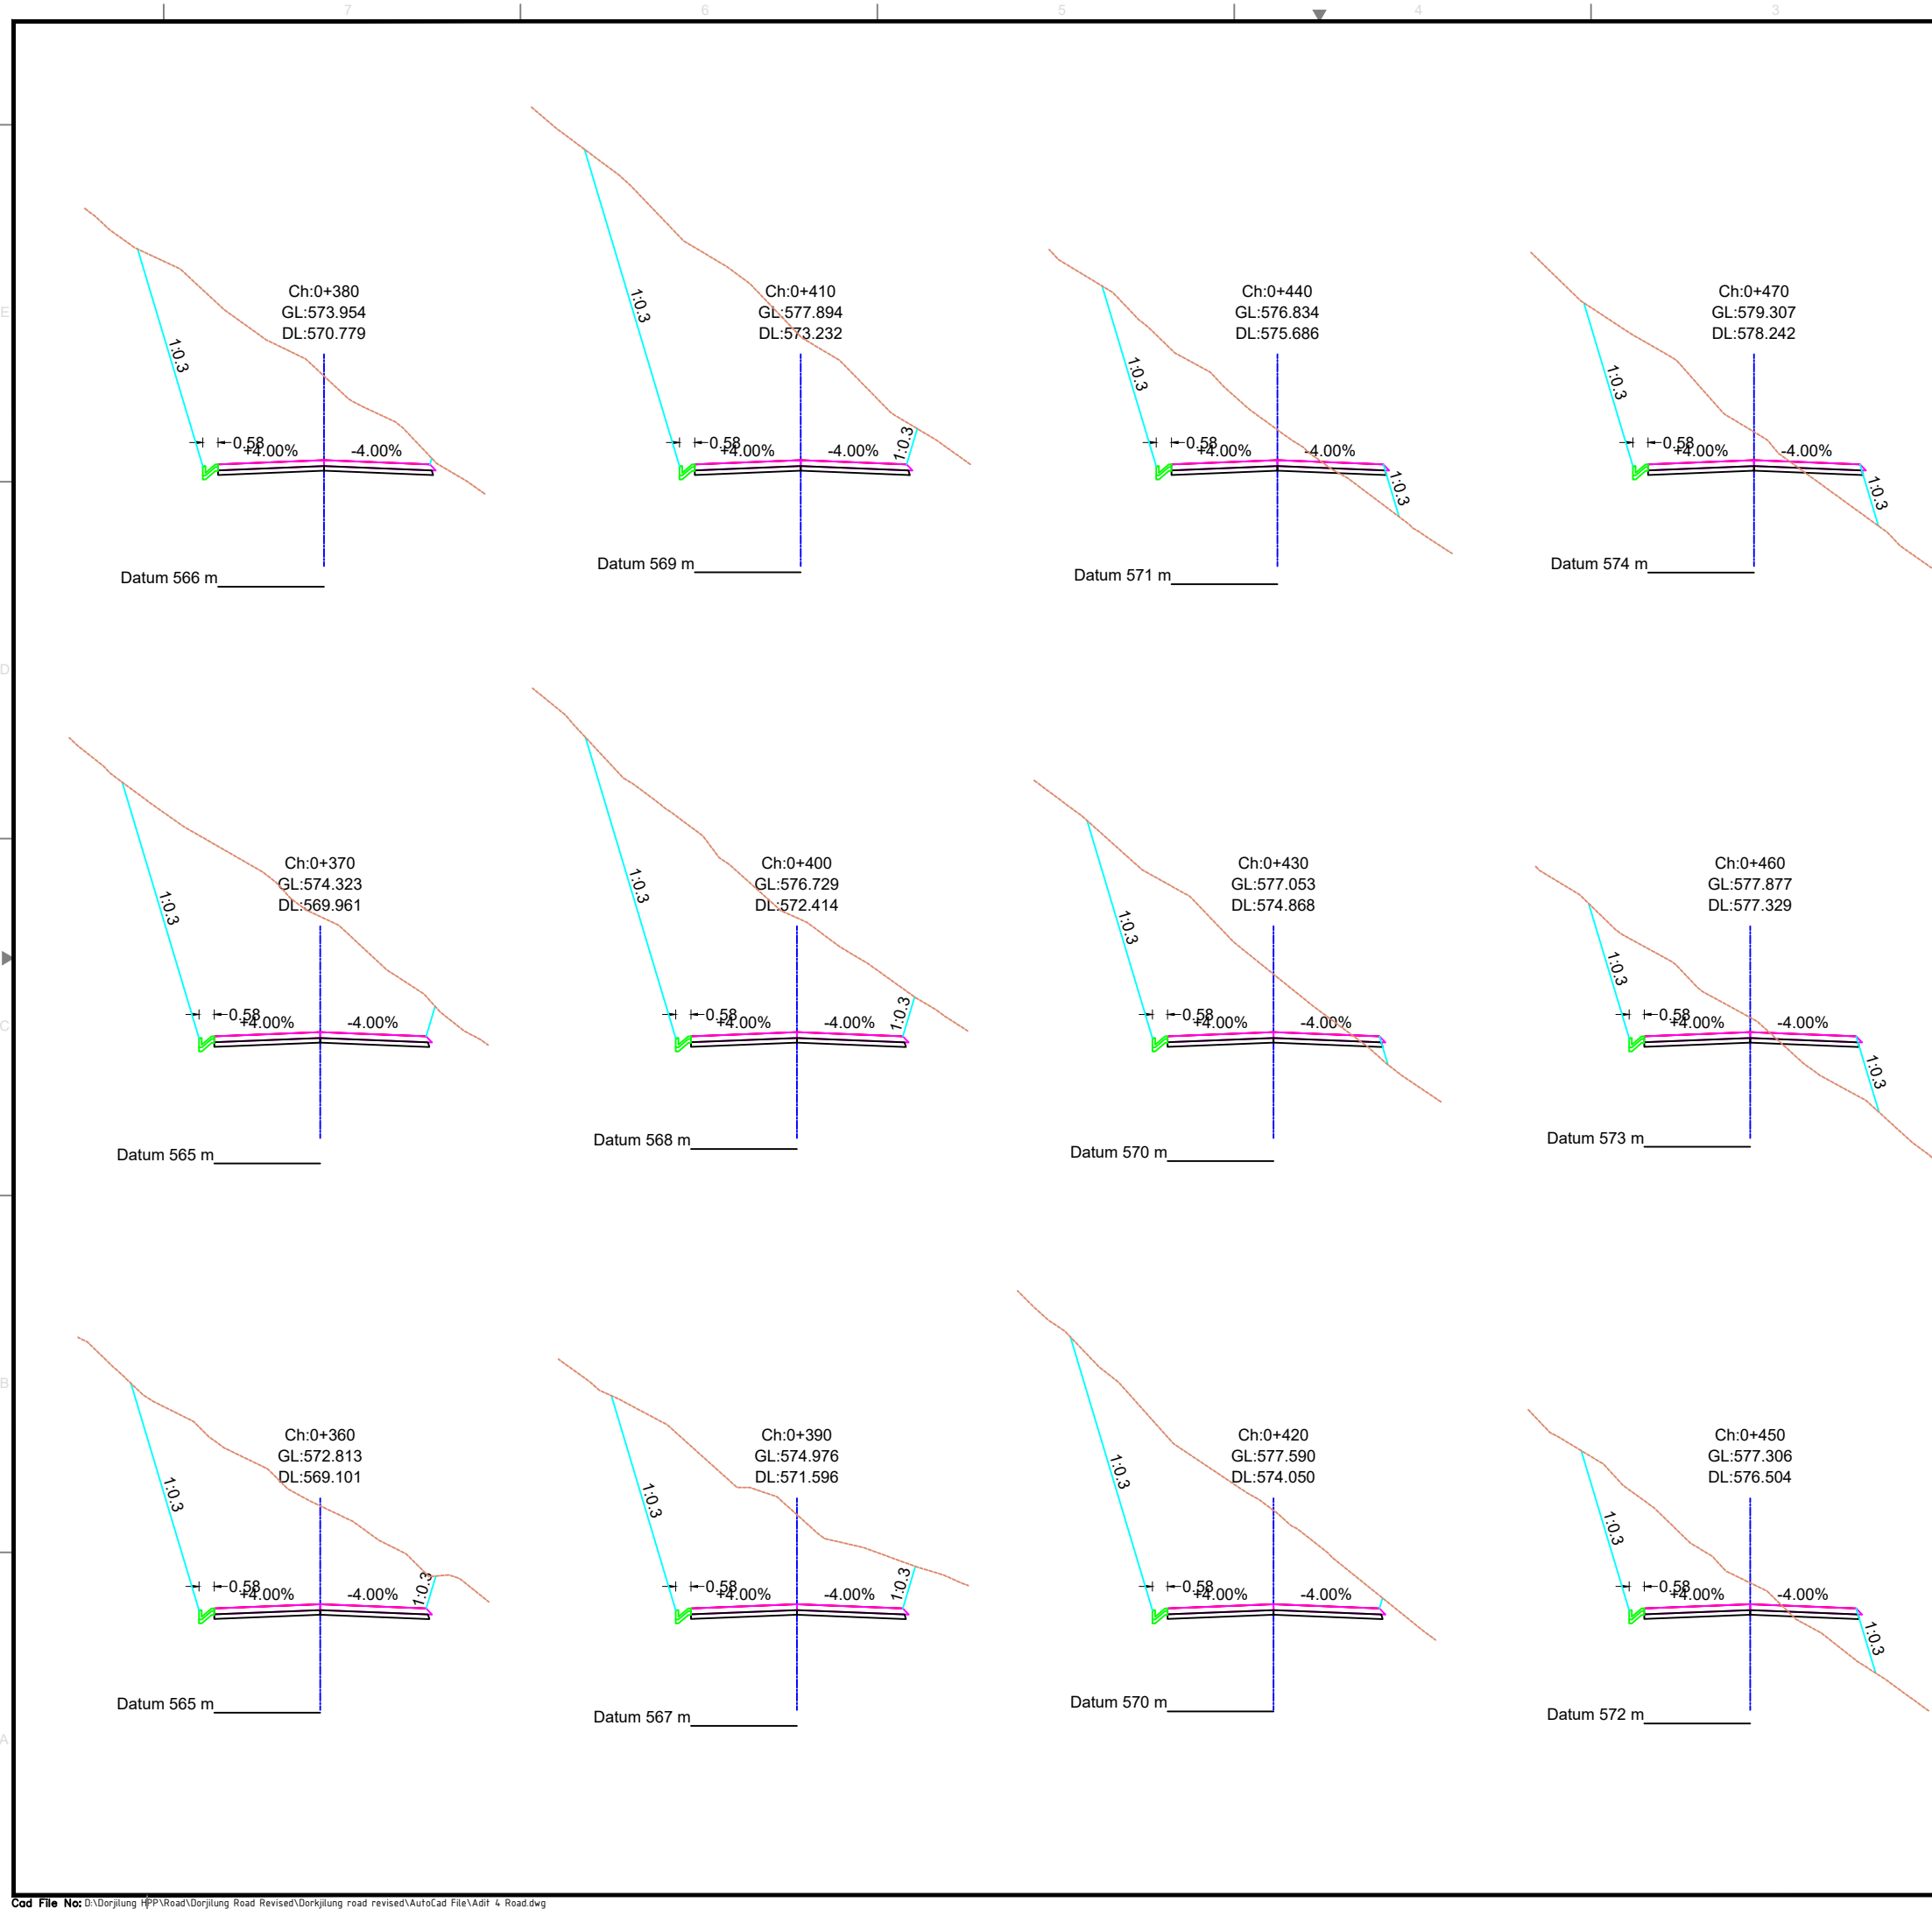 7 6 5 4 3
E
D
C
B
A
Ch:0+380
GL:573.954
DL:570.779
1:0.3
0.58
+4.00% -4.00%
Datum 566 m
Ch:0+410
GL:577.894
DL:573.232
1:0.3
0.58
+4.00% -4.00%
1:0.3
Datum 569 m
Ch:0+440
GL:576.834
DL:575.686
1:0.3
0.58
+4.00% -4.00%
1:0.3
Datum 571 m
Ch:0+470
GL:579.307
DL:578.242
1:0.3
0.58
+4.00% -4.00%
1:0.3
Datum 574 m
Ch:0+370
GL:574.323
DL:569.961
1:0.3
0.58
+4.00% -4.00%
Datum 565 m
Ch:0+400
GL:576.729
DL:572.414
1:0.3
0.58
+4.00% -4.00%
1:0.3
Datum 568 m
Ch:0+430
GL:577.053
DL:574.868
1:0.3
0.58
+4.00% -4.00%
Datum 570 m
Ch:0+460
GL:577.877
DL:577.329
1:0.3
0.58
+4.00% -4.00%
1:0.3
Datum 573 m
Ch:0+360
GL:572.813
DL:569.101
1:0.3
0.58
+4.00% -4.00%
1:0.3
Datum 565 m
Ch:0+390
GL:574.976
DL:571.596
1:0.3
0.58
+4.00% -4.00%
1:0.3
Datum 567 m
Ch:0+420
GL:577.590
DL:574.050
1:0.3
0.58
+4.00% -4.00%
Datum 570 m
Ch:0+450
GL:577.306
DL:576.504
1:0.3
0.58
+4.00% -4.00%
1:0.3
Datum 572 m
Cad File No: D:\Dorjilung HPP\Road\Dorjilung Road Revised\Dorkjilung road revised\AutoCad File\Adit 4 Road.dwg